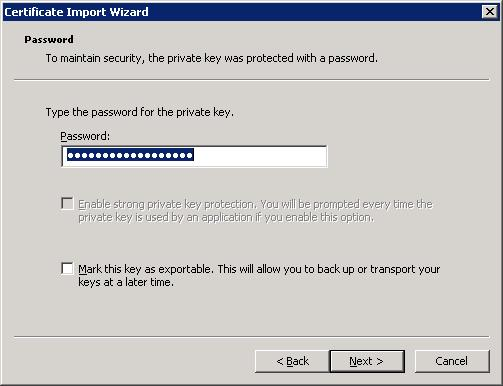 Certificate Import Wizard
Password
To maintain security, the private key was protected with a password.
Type the password for the private key.
Password:
●●●●●●●●●●●●●●●●●●
Enable strong private key protection. You will be prompted every time the
private key is used by an application if you enable this option.
Mark this key as exportable. This will allow you to back up or transport your
keys at a later time.
< Back
Next >
Cancel